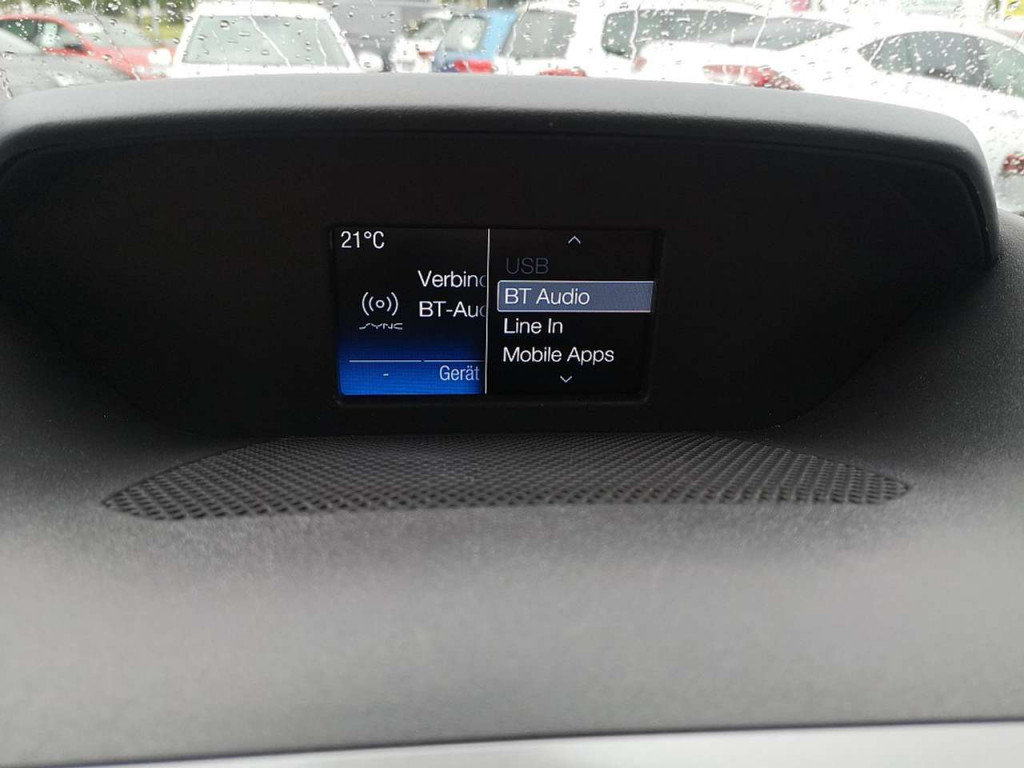 21°C
Verbind
BT-Aud
SYNC
- Gerät
USB
BT Audio
Line In
Mobile Apps